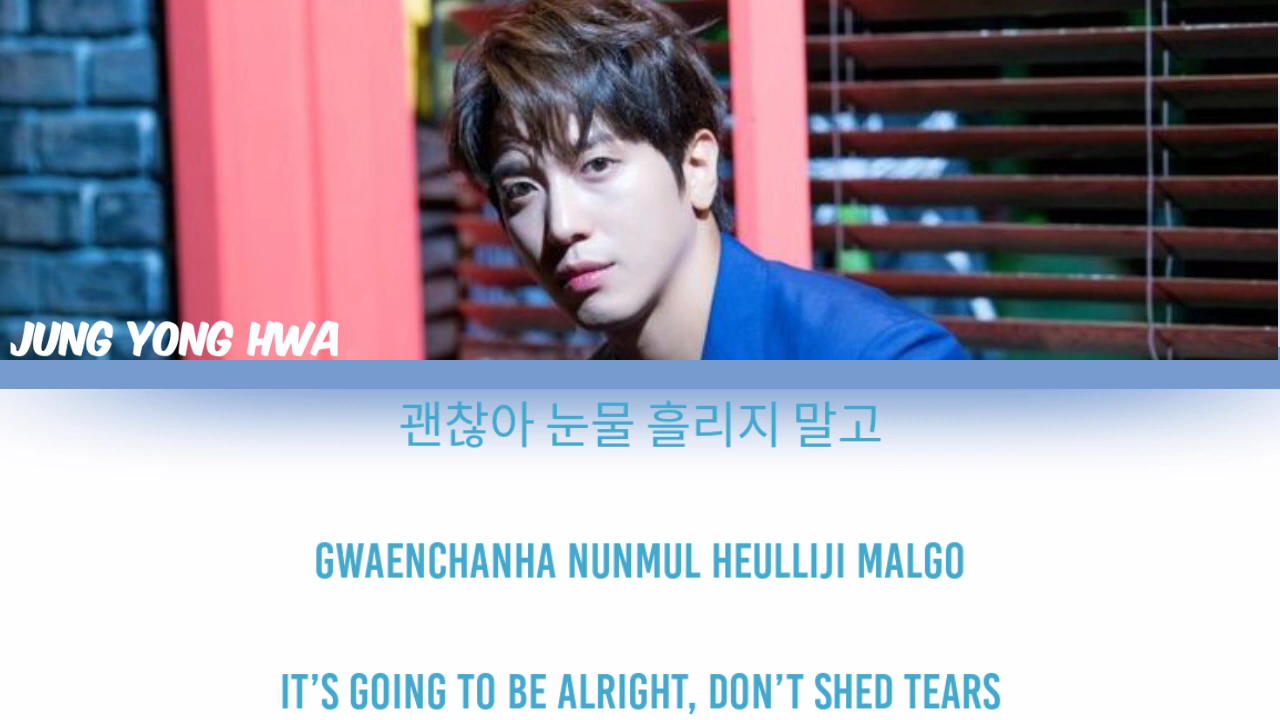 JUNG YONG HWA
괜찮아 눈물 흘리지 말고
GWAENCHANHA NUNMUL HEULLIJI MALGO
IT'S GOING TO BE ALRIGHT, DON'T SHED TEARS